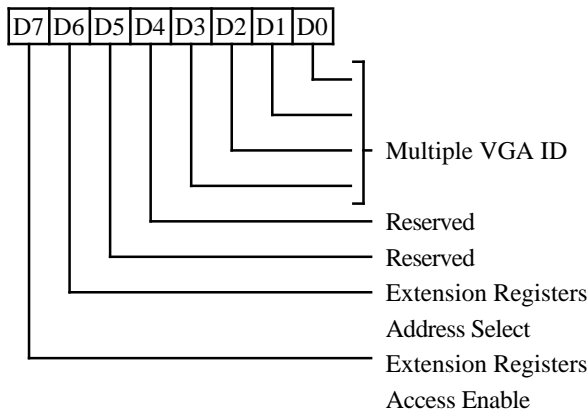 D7 D6 D5 D4 D3 D2 D1 D0
Multiple VGA ID
Reserved
Reserved
Extension Registers
Address Select
Extension Registers
Access Enable